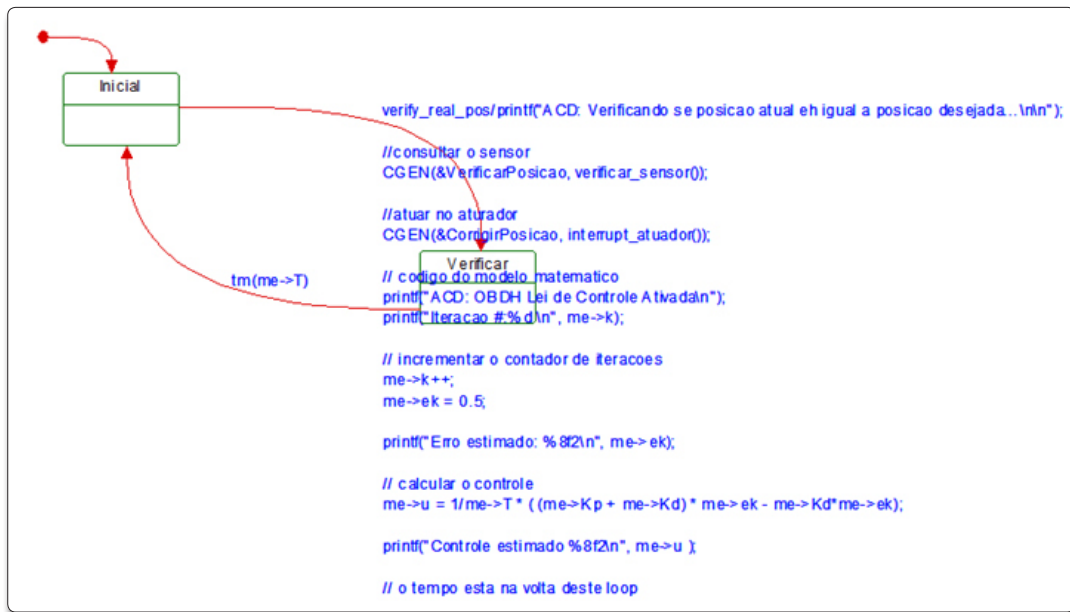 Inicial
verify_real_pos/printf("ACD: Verificando se posicao atual eh igual a posicao desejada...\n\n");
//consultar o sensor
CGEN(&VerificarPosicao, verificar_sensor());
//atuar no aturador
CGEN(&CorrigirPosicao, interrupt_atuador());
Verificar
tm(me->T)
// codigo do modelo matematico
printf("ACD: OBDH Lei de Controle Ativada\n");
printf("Iteracao #:%d\n", me->k);
// incrementar o contador de iteracoes
me->k++;
me->ek = 0.5;
printf("Erro estimado: %8f2\n", me->ek);
// calcular o controle
me->u = 1/me->T * ( (me->Kp + me->Kd) * me->ek - me->Kd*me->ek);
printf("Controle estimado %8f2\n", me->u );
// o tempo esta na volta deste loop